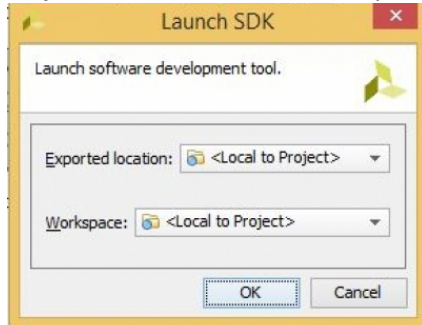 Launch SDK
Launch software development tool.
Exported location: <Local to Project>
Workspace: <Local to Project>
OK Cancel